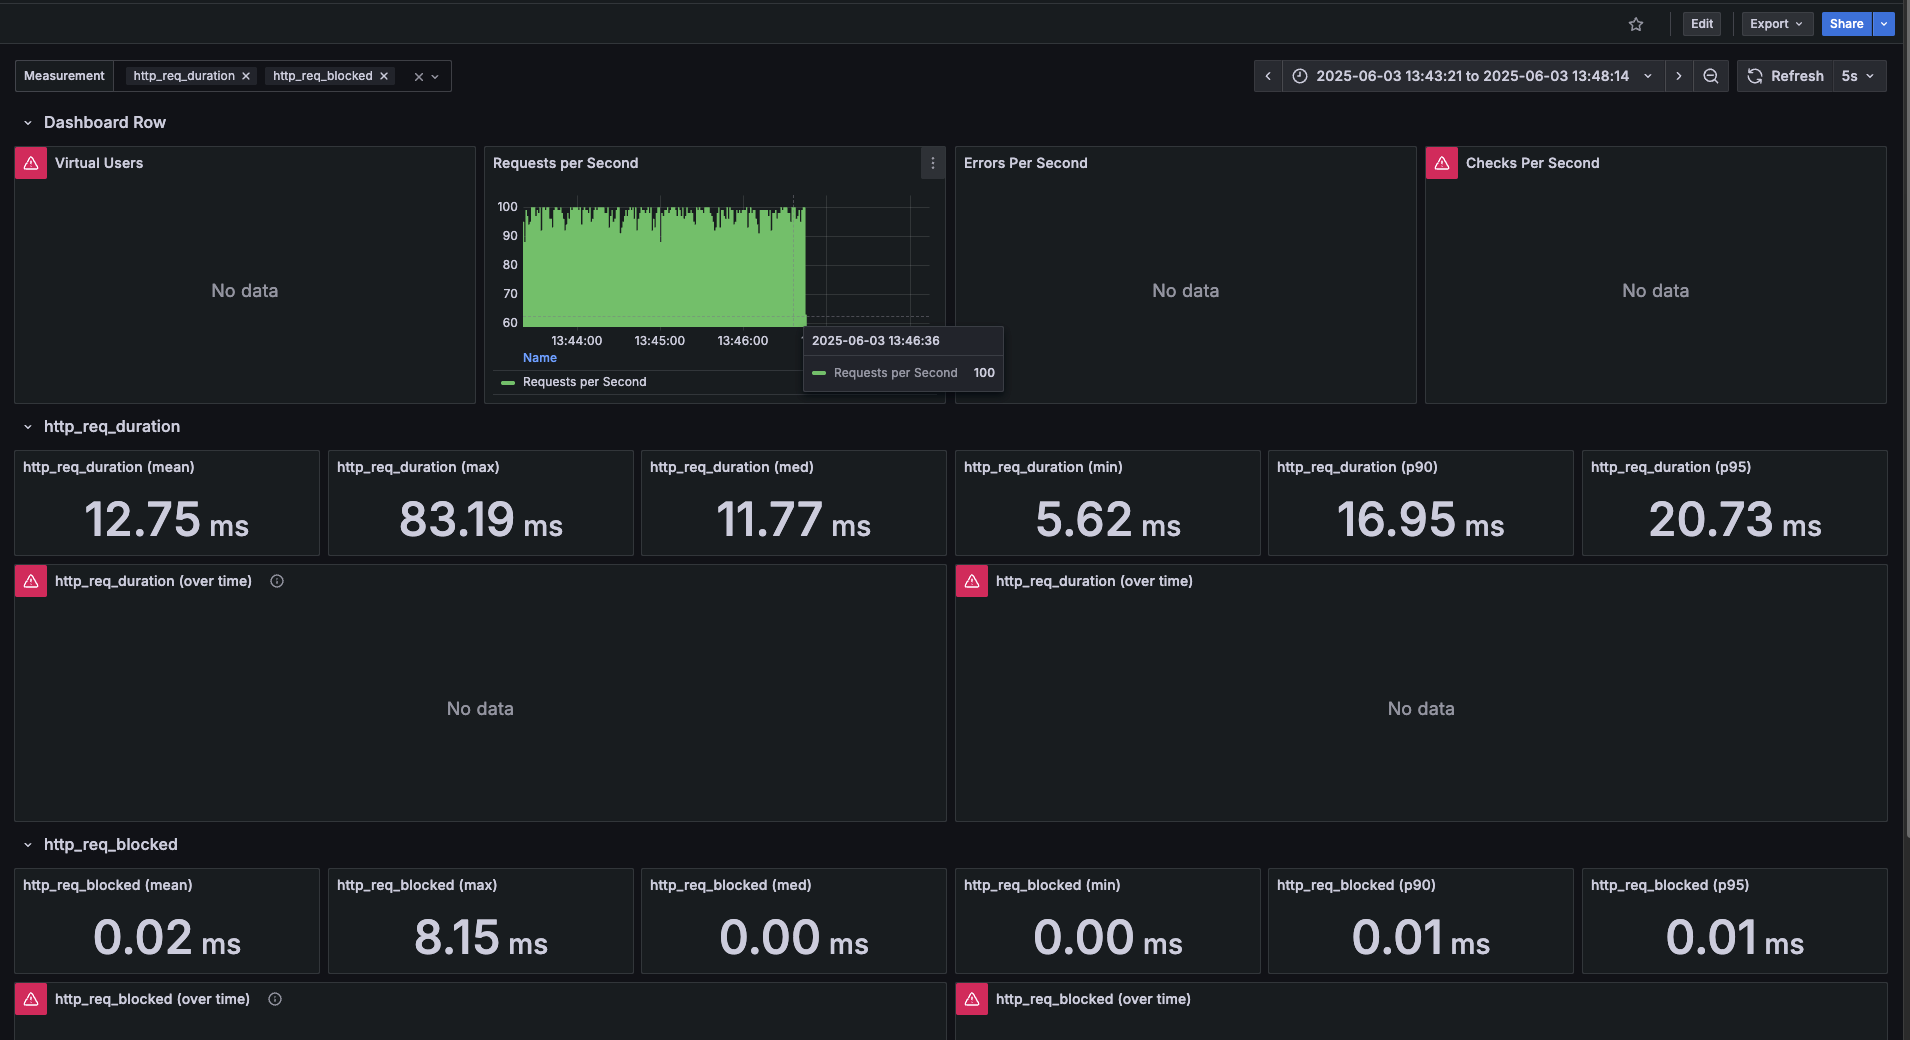 Edit
Export
Share
Measurement
http_req_duration
http_req_blocked
2025-06-03 13:43:21 to 2025-06-03 13:48:14
Refresh
5s
Dashboard Row
Virtual Users
No data
Requests per Second
100
90
80
70
60
13:44:00
13:45:00
13:46:00
Name
Requests per Second
2025-06-03 13:46:36
Requests per Second 100
Errors Per Second
No data
Checks Per Second
No data
http_req_duration
http_req_duration (mean)
12.75 ms
http_req_duration (max)
83.19 ms
http_req_duration (med)
11.77 ms
http_req_duration (min)
5.62 ms
http_req_duration (p90)
16.95 ms
http_req_duration (p95)
20.73 ms
http_req_duration (over time)
No data
http_req_duration (over time)
No data
http_req_blocked
http_req_blocked (mean)
0.02 ms
http_req_blocked (max)
8.15 ms
http_req_blocked (med)
0.00 ms
http_req_blocked (min)
0.00 ms
http_req_blocked (p90)
0.01 ms
http_req_blocked (p95)
0.01 ms
http_req_blocked (over time)
http_req_blocked (over time)